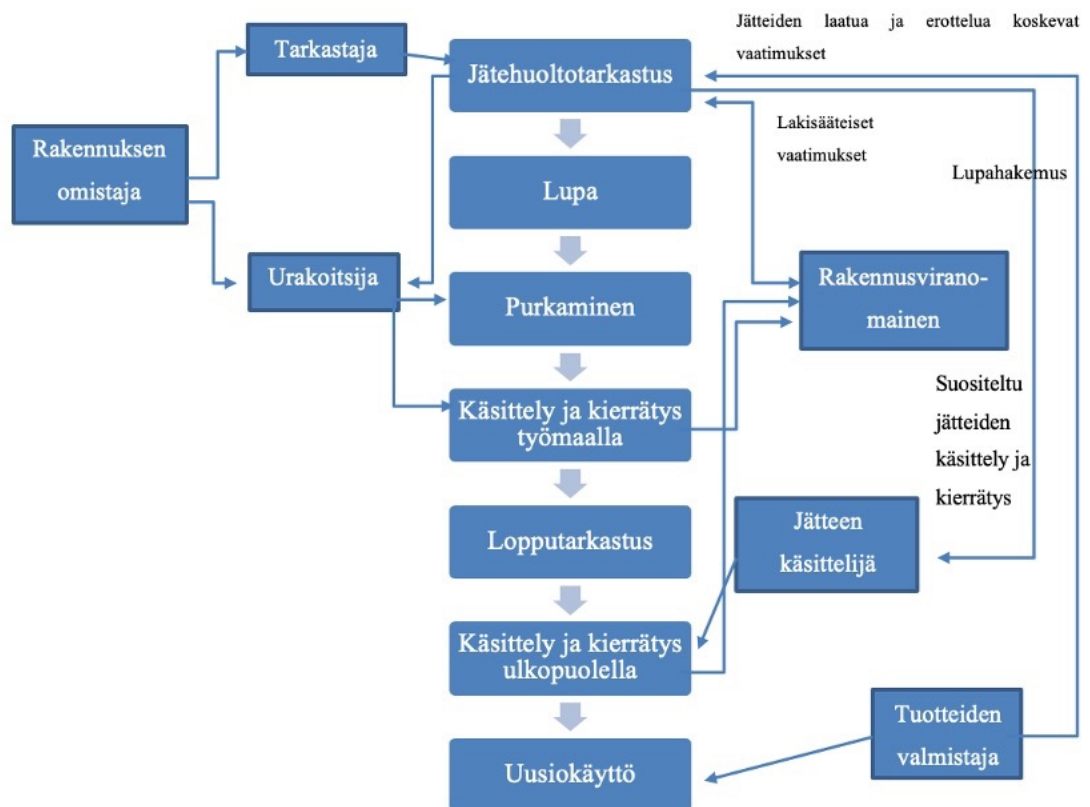 Jätteiden laatua ja erottelua koskevat
vaatimukset
Tarkastaja
Jätehuoltotarkastus
Lakisääteiset
vaatimukset
Rakennuksen
omistaja
Lupahakemus
Lupa
Urakoitsija
Purkaminen
Rakennusvirano-
mainen
Käsittely ja kierrätys
työmaalla
Suositeltu
jätteiden
käsittely ja
kierrätys
Lopputarkastus
Jätteen
käsittelijä
Käsittely ja kierrätys
ulkopuolella
Tuotteiden
valmistaja
Uusiokäyttö